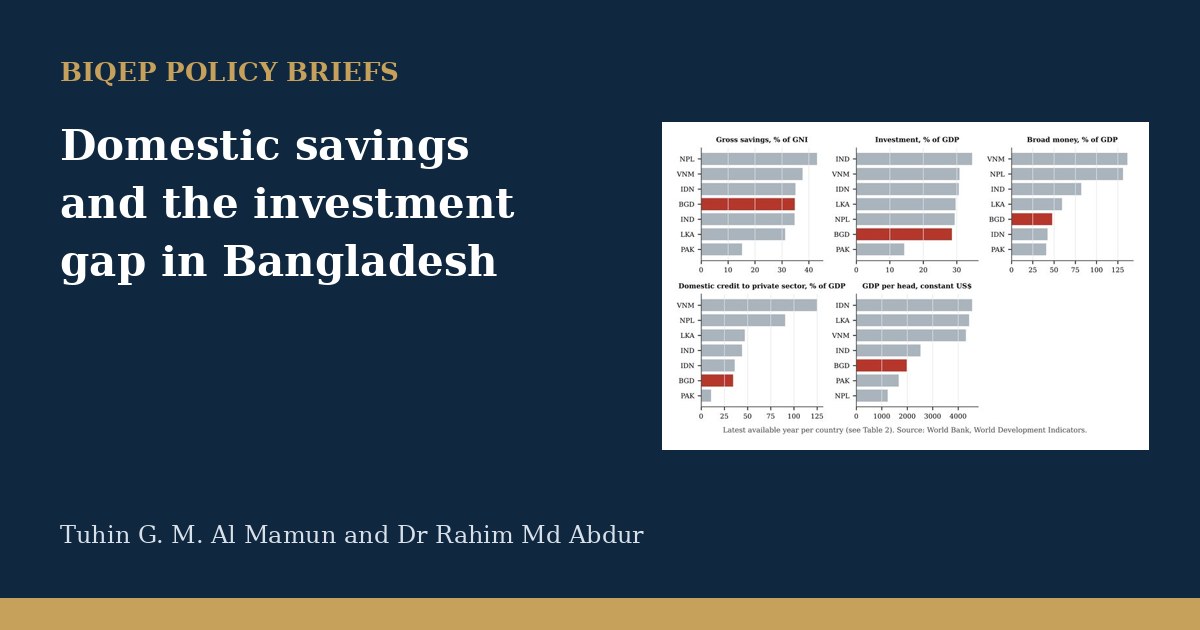 BIQEP POLICY BRIEFS
Domestic savings
and the investment
gap in Bangladesh
Gross savings, % of GNI
NPL
VNM
IDN
BGD
IND
LKA
PAK
0 10 20 30 40
Investment, % of GDP
IND
VNM
IDN
LKA
NPL
BGD
PAK
0 10 20 30
Broad money, % of GDP
VNM
NPL
IND
LKA
BGD
IDN
PAK
0 25 50 75 100 125
Domestic credit to private sector, % of GDP
VNM
NPL
LKA
IND
IDN
BGD
PAK
0 25 50 75 100 125
GDP per head, constant US$
IDN
LKA
VNM
IND
BGD
PAK
NPL
0 1000 2000 3000 4000
Latest available year per country (see Table 2). Source: World Bank, World Development Indicators.
Tuhin G. M. Al Mamun and Dr Rahim Md Abdur